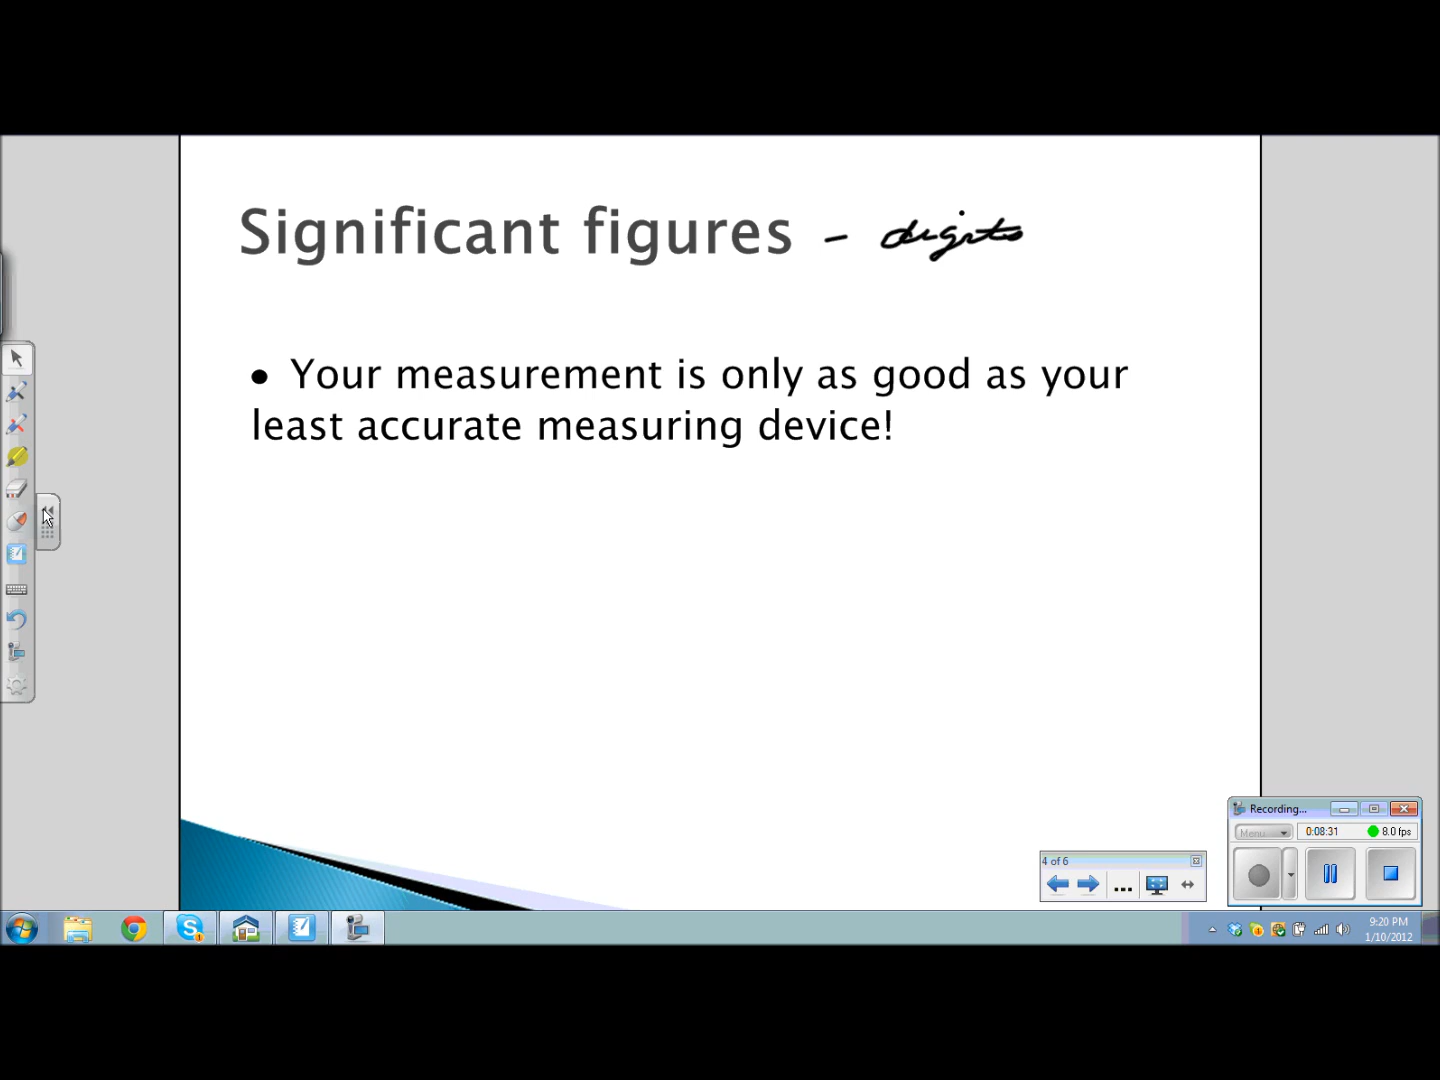 Significant figures - digits
• Your measurement is only as good as your
least accurate measuring device!
Recording...
Menu
0:08:31
8.0 fps
4 of 6
...
9:20 PM
1/10/2012